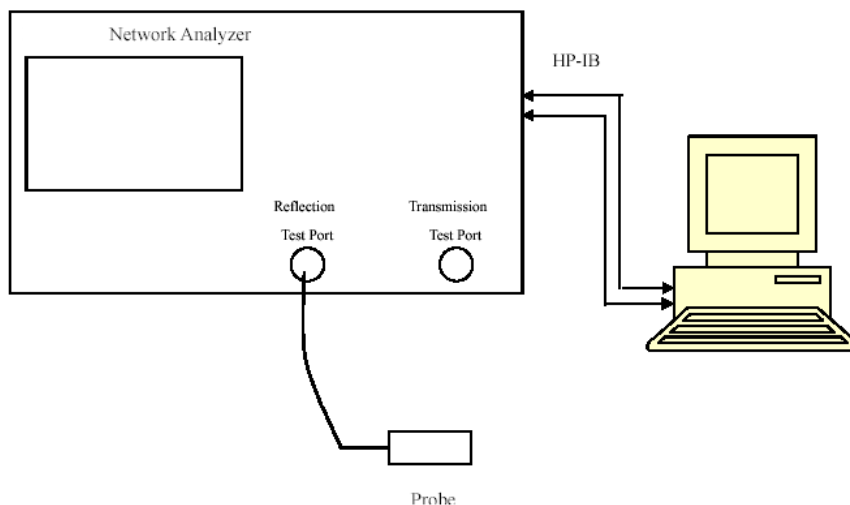 Network Analyzer
HP-IB
Reflection
Test Port
Transmission
Test Port
Probe